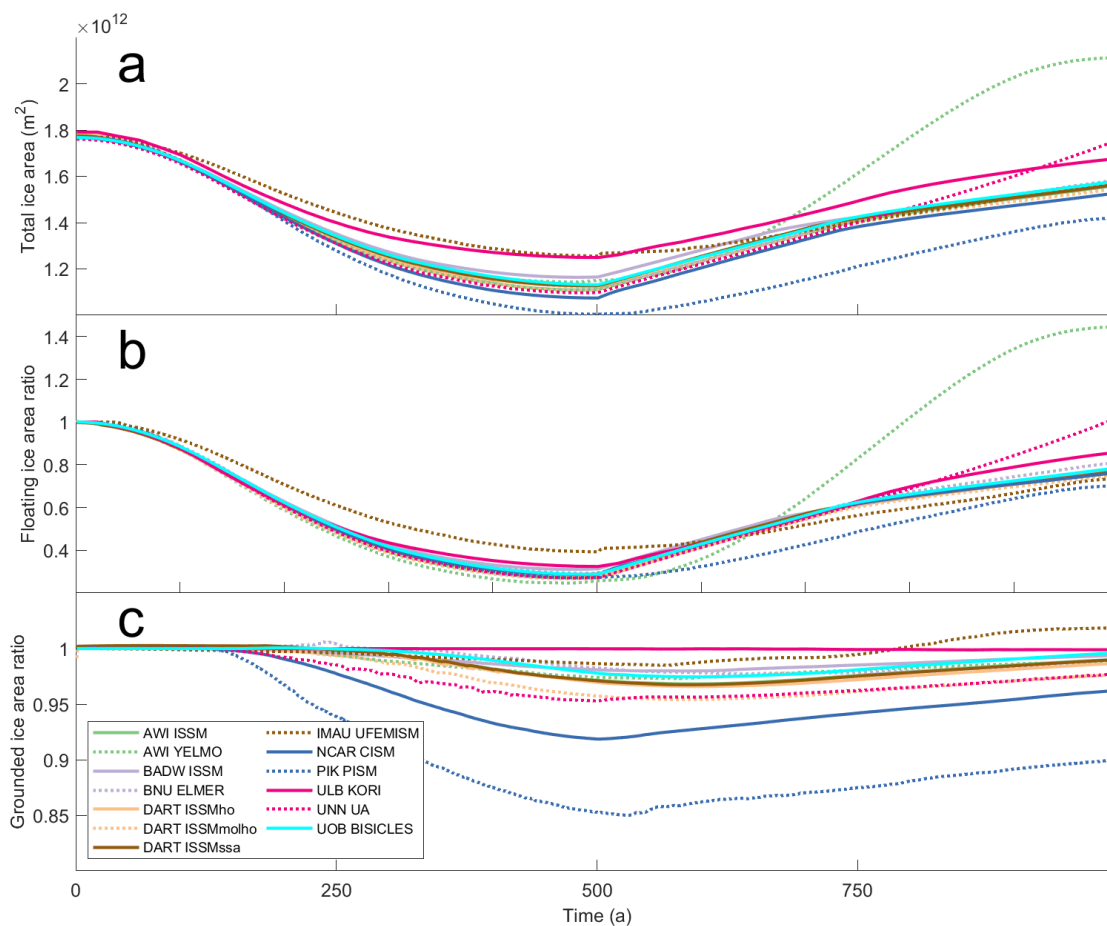 ×10^12
a
Total ice area (m^2)
2
1.8
1.6
1.4
1.2
b
Floating ice area ratio
1.4
1.2
1
0.8
0.6
0.4
c
Grounded ice area ratio
1
0.95
0.9
0.85
AWI ISSM
AWI YELMO
BADW ISSM
BNU ELMER
DART ISSMho
DART ISSMmolho
DART ISSMssa
IMAU UFEMISM
NCAR CISM
PIK PISM
ULB KORI
UNN UA
UOB BISICLES
0 250 500 750
Time (a)